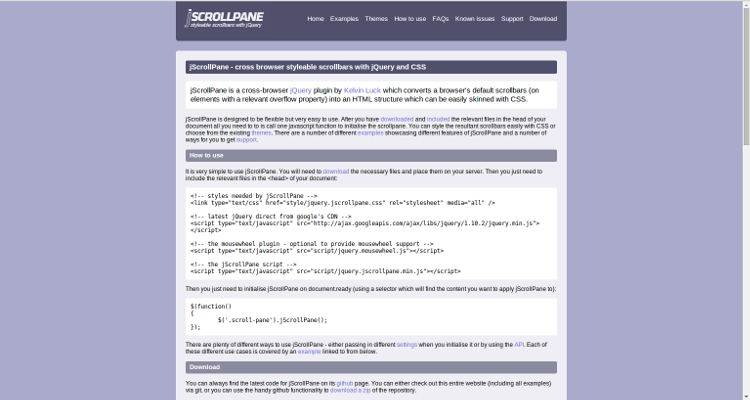 jSCROLLPANE
styleable scrollbars with jQuery
Home Examples Themes How to use FAQs Known issues Support Download
jScrollPane - cross browser styleable scrollbars with jQuery and CSS
jScrollPane is a cross-browser jQuery plugin by Kelvin Luck which converts a browser's default scrollbars (on
elements with a relevant overflow property) into an HTML structure which can be easily skinned with CSS.
jScrollPane is designed to be flexible but very easy to use. After you have downloaded and included the relevant files in the head of your
document all you need to to is call one javascript function to initialise the scrollpane. You can style the resultant scrollbars easily with CSS or
choose from the existing themes. There are a number of different examples showcasing different features of jScrollPane and a number of
ways for you to get support.
How to use
It is very simple to use jScrollPane. You will need to download the necessary files and place them on your server. Then you just need to
include the relevant files in the <head> of your document:
<!-- styles needed by jScrollPane -->
<link type="text/css" href="style/jquery.jscrollpane.css" rel="stylesheet" media="all" />
<!-- latest jQuery direct from google's CDN -->
<script type="text/javascript" src="http://ajax.googleapis.com/ajax/libs/jquery/1.10.2/jquery.min.js">
</script>
<!-- the mousewheel plugin - optional to provide mousewheel support -->
<script type="text/javascript" src="script/jquery.mousewheel.js"></script>
<!-- the jScrollPane script -->
<script type="text/javascript" src="script/jquery.jscrollpane.min.js"></script>
Then you just need to initialise jScrollPane on document.ready (using a selector which will find the content you want to apply jScrollPane to):
$(function()
{
$('.scroll-pane').jScrollPane();
});
There are plenty of different ways to use jScrollPane - either passing in different settings when you initialise it or by using the API. Each of
these different use cases is covered by an example linked to from below.
Download
You can always find the latest code for jScrollPane on its github page. You can either check out this entire website (including all examples)
via git, or you can use the handy github functionality to download a zip of the repository.